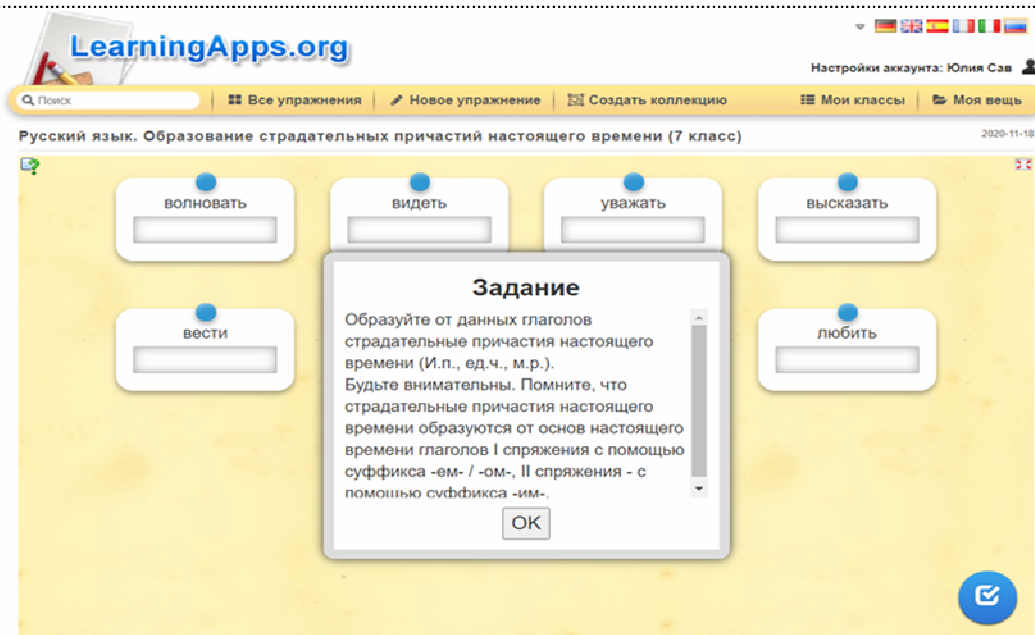 LearningApps.org
Настройки аккаунта: Юлия Сав
Поиск
Все упражнения
Новое упражнение
Создать коллекцию
Мои классы
Моя вещь
Русский язык. Образование страдательных причастий настоящего времени (7 класс)
2020-11-18
волновать
видеть
уважать
высказать
вести
любить
Задание
Образуйте от данных глаголов
страдательные причастия настоящего
времени (И.п., ед.ч., м.р.).
Будьте внимательны. Помните, что
страдательные причастия настоящего
времени образуются от основ настоящего
времени глаголов I спряжения с помощью
суффикса -ем- / -ом-, II спряжения - с
помощью суффикса -им-.
OK